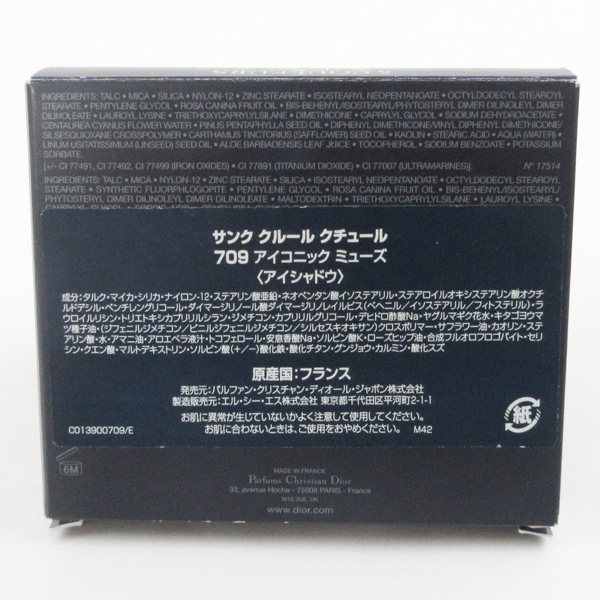 5 COULEURS
INGREDIENTS: TALC • MICA • SILICA • NYLON-12 • ZINC STEARATE • ISOSTEARYL NEOPENTANOATE • OCTYLDODECYL STEAROYL
STEARATE • PENTYLENE GLYCOL • ROSA CANINA FRUIT OIL • BIS-BEHENYL/ISOSTEARYL/PHYTOSTERYL DIMER DILINOLEYL DIMER
DILINOLEATE • LAUROYL LYSINE • TRIETHOXYCAPRYLYLSILANE • DIMETHICONE • CAPRYLYL GLYCOL • SODIUM DEHYDROACETATE •
CENTAUREA CYANUS FLOWER WATER • PINUS PENTAPHYLLA SEED OIL • DIPHENYL DIMETHICONE/VINYL DIPHENYL DIMETHICONE/
SILSESQUIOXANE CROSSPOLYMER • CARTHAMUS TINCTORIUS (SAFFLOWER) SEED OIL • KAOLIN • STEARIC ACID • AQUA (WATER) •
LINUM USITATISSIMUM (LINSEED) SEED OIL • ALOE BARBADENSIS LEAF JUICE • TOCOPHEROL • SODIUM BENZOATE • POTASSIUM
SORBATE.
[+/- CI 77491, CI 77492, CI 77499 (IRON OXIDES) • CI 77891 (TITANIUM DIOXIDE) • CI 77007 (ULTRAMARINES)]. N° 17514
INGREDIENTS: TALC • MICA • NYLON-12 • ZINC STEARATE • SILICA • ISOSTEARYL NEOPENTANOATE • OCTYLDODECYL STEAROYL
STEARATE • SYNTHETIC FLUORPHLOGOPITE • PENTYLENE GLYCOL • ROSA CANINA FRUIT OIL • BIS-BEHENYL/ISOSTEARYL/
PHYTOSTERYL DIMER DILINOLEYL DIMER DILINOLEATE • MALTODEXTRIN • TRIETHOXYCAPRYLYLSILANE • LAUROYL LYSINE •
サンク クルール クチュール
709 アイコニック ミューズ
〈アイシャドウ〉
成分:タルク・マイカ・シリカ・ナイロン-12・ステアリン酸亜鉛・ネオペンタン酸イソステアリル・ステアロイルオキシステアリン酸オクチ
ルドデシル・ペンチレングリコール・ダイマージリノール酸ダイマージリノレイルビス(ベヘニル/イソステアリル/フィトステリル)・ラ
ウロイルリシン・トリエトキシカプリリルシラン・ジメチコン・カプリリルグリコール・デヒドロ酢酸Na・ヤグルマギク花水・キタゴヨウマ
ツ種子油・(ジフェニルジメチコン/ビニルジフェニルジメチコン/シルセスキオキサン)クロスポリマー・サフラワー油・カオリン・ステ
アリン酸・水・アマニ油・アロエベラ液汁・トコフェロール・安息香酸Na・ソルビン酸K・ローズヒップ油・合成フルオロフロゴパイト・セリ
シン・クエン酸・マルトデキストリン・ソルビン酸(+/-)酸化鉄・酸化チタン・グンジョウ・カルミン・酸化スズ
原産国:フランス
発売元:パルファン・クリスチャン・ディオール・ジャポン株式会社
製造販売元:エル・シー・エス株式会社 東京都千代田区平河町2-1-1
お肌に異常が生じていないかよく注意して使用してください。
お肌に合わないときは、ご使用をおやめください。 M42
C013900709/E
紙
6M
MADE IN FRANCE
Parfums Christian Dior
33, avenue Hoche - 75008 PARIS - France
W1S 2UE, UK
www.dior.com